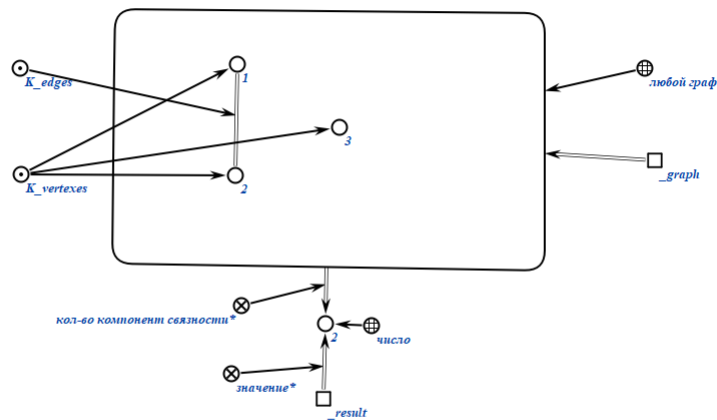 1
K_edges
любой граф
3
2
K_vertexes
_graph
кол-во компонент связности*
2
число
значение*
_result